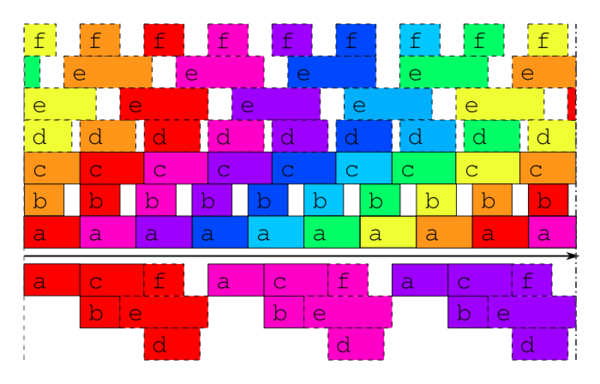 f f f f f f f f f
e e e e e
e e e e e
d d d d d d d d d
c c c c c c c c c
b b b b b b b b b b
a a a a a a a a a a
a c f a c f a c f
b e b e b e
d d d